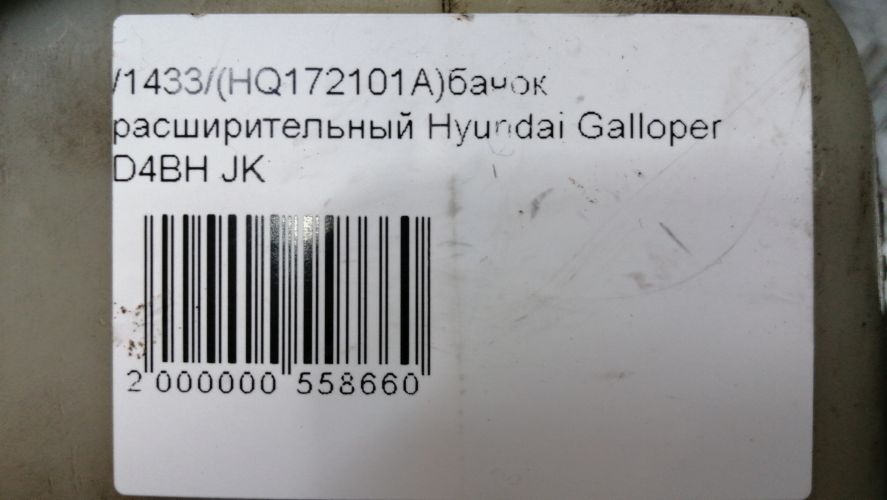 /1433/(HQ172101A)бачок
расширительный Hyundai Galloper
D4BH JK
2 000000 558660